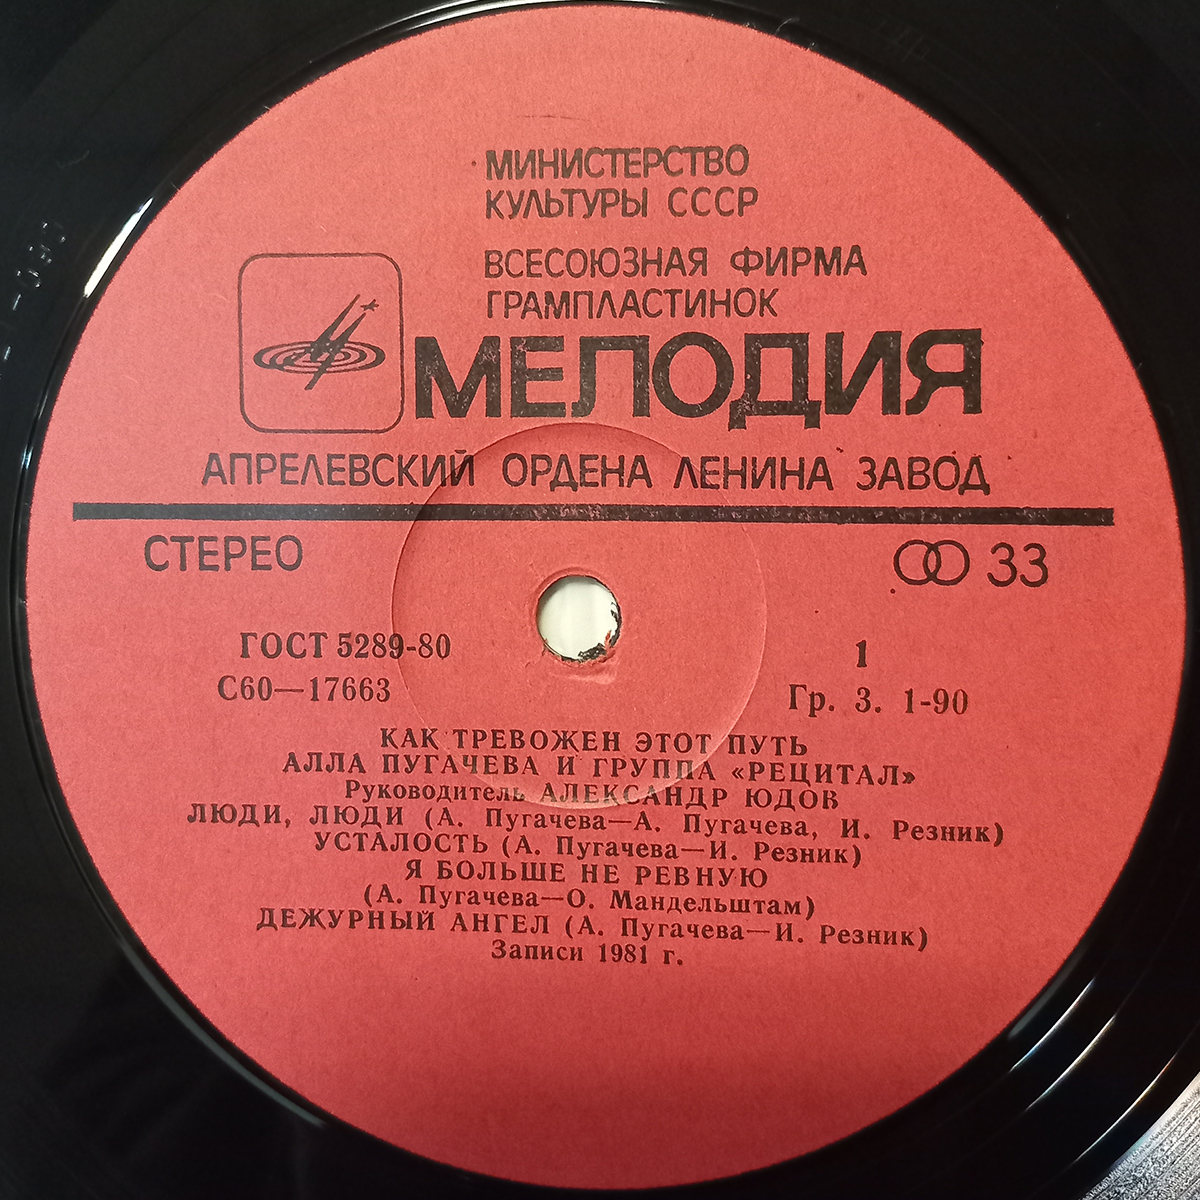 МИНИСТЕРСТВО
КУЛЬТУРЫ СССР
ВСЕСОЮЗНАЯ ФИРМА
ГРАМПЛАСТИНОК
МЕЛОДИЯ
АПРЕЛЕВСКИЙ ОРДЕНА ЛЕНИНА ЗАВОД
СТЕРЕО 33
ГОСТ 5289-80 1
С60—17663 Гр. 3. 1-90
КАК ТРЕВОЖЕН ЭТОТ ПУТЬ
АЛЛА ПУГАЧЕВА И ГРУППА «РЕЦИТАЛ»
Руководитель АЛЕКСАНДР ЮДОВ
ЛЮДИ, ЛЮДИ (А. Пугачева—А. Пугачева, И. Резник)
УСТАЛОСТЬ (А. Пугачева—И. Резник)
Я БОЛЬШЕ НЕ РЕВНУЮ
(А. Пугачева—О. Мандельштам)
ДЕЖУРНЫЙ АНГЕЛ (А. Пугачева—И. Резник)
Записи 1981 г.